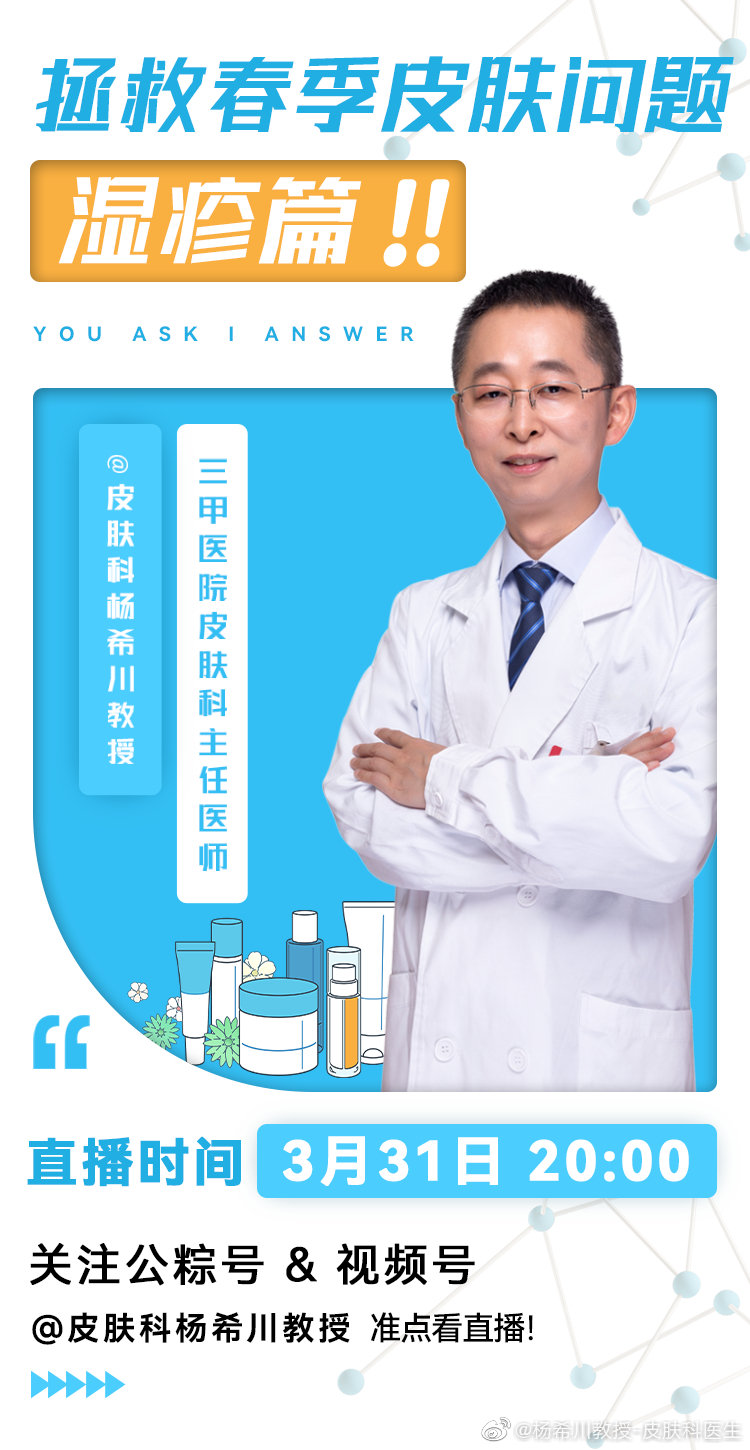 拯救春季皮肤问题
湿疹篇!!
YOU ASK I ANSWER
@皮肤科杨希川教授
三甲医院皮肤科主任医师
直播时间 3月31日 20:00
关注公粽号 & 视频号
@皮肤科杨希川教授 准点看直播!
@杨希川教授-皮肤科医生